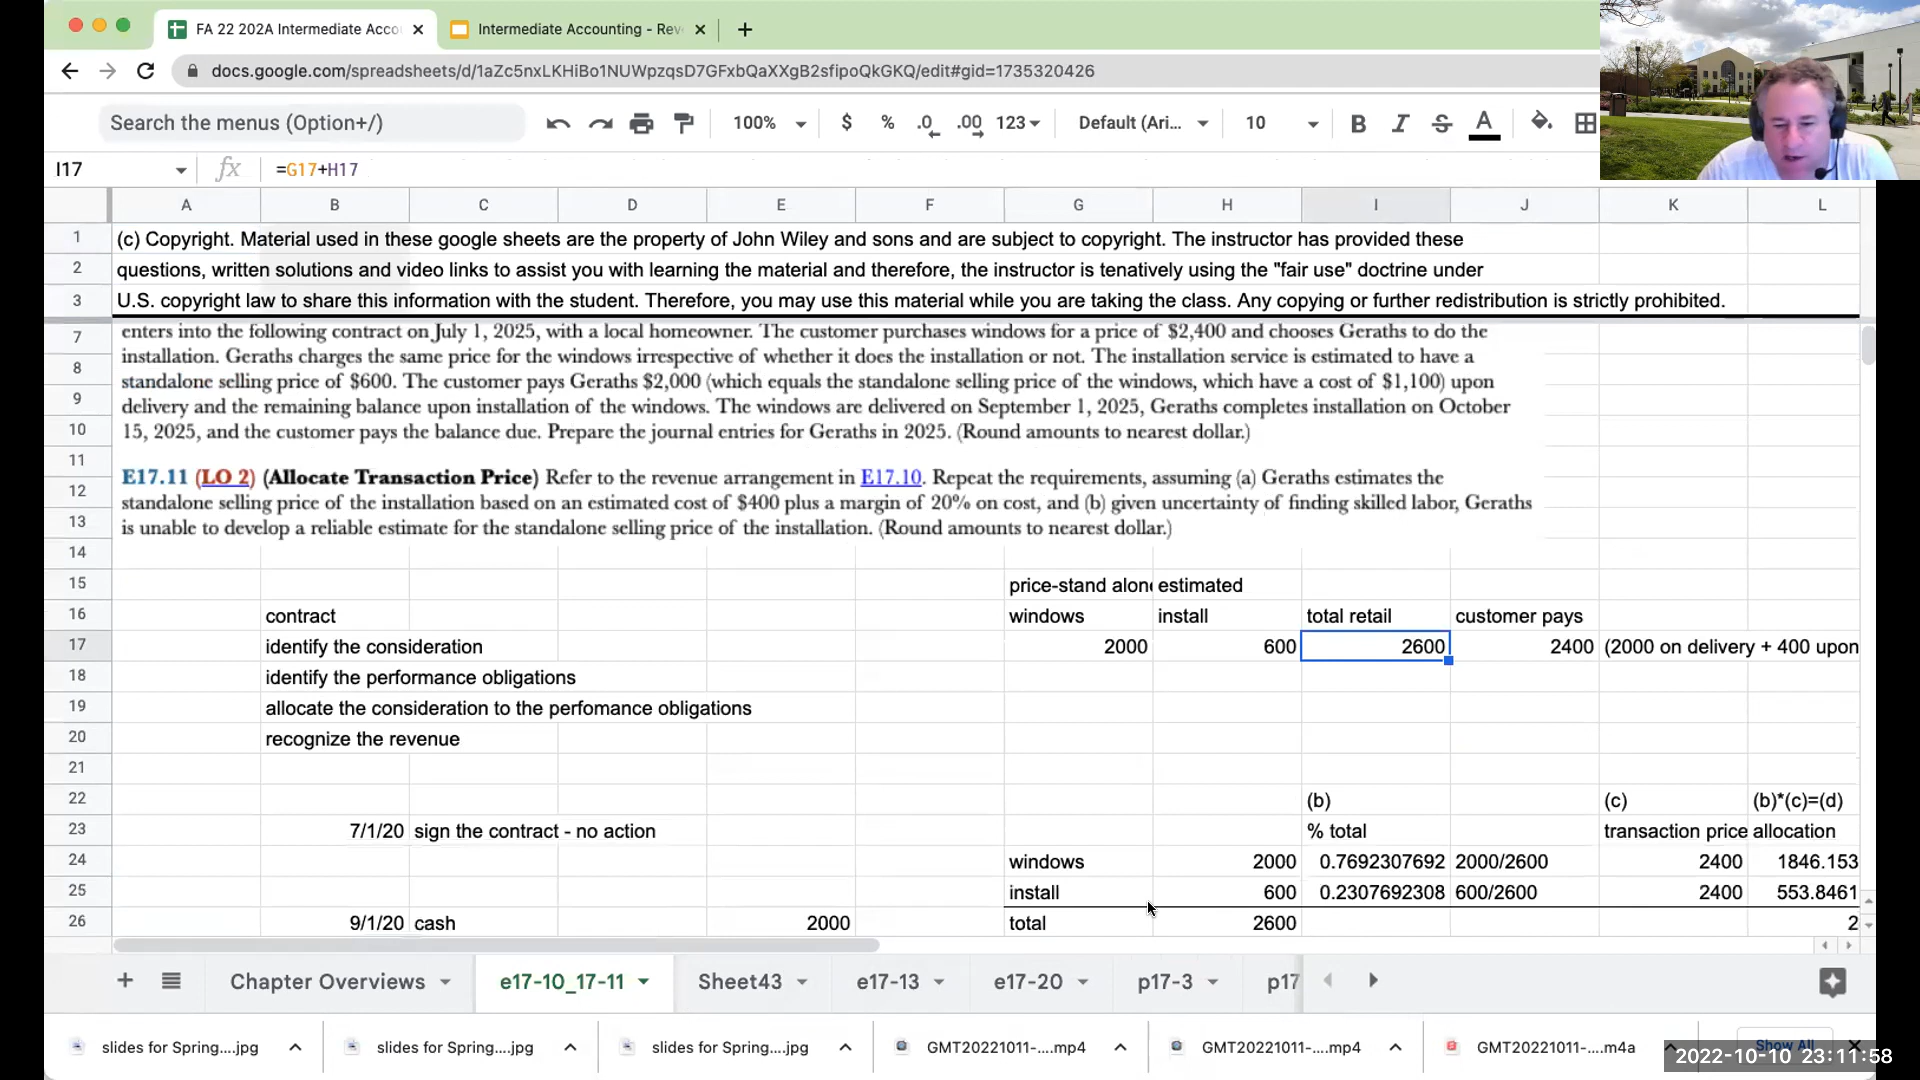 FA 22 202A Intermediate Acco
Intermediate Accounting - Rev
docs.google.com/spreadsheets/d/1aZc5nxLKHiBo1NUWpzqsD7GFxbQaXXgB2sfipoQkGKQ/edit#gid=1735320426
Search the menus (Option+/) 100% $ % .0 .00 123 Default (Ari... 10 B I S A
I17 fx =G17+H17
A B C D E F G H I J K L
1 (c) Copyright. Material used in these google sheets are the property of John Wiley and sons and are subject to copyright. The instructor has provided these
2 questions, written solutions and video links to assist you with learning the material and therefore, the instructor is tenatively using the "fair use" doctrine under
3 U.S. copyright law to share this information with the student. Therefore, you may use this material while you are taking the class. Any copying or further redistribution is strictly prohibited.
7 enters into the following contract on July 1, 2025, with a local homeowner. The customer purchases windows for a price of $2,400 and chooses Geraths to do the
8 installation. Geraths charges the same price for the windows irrespective of whether it does the installation or not. The installation service is estimated to have a
standalone selling price of $600. The customer pays Geraths $2,000 (which equals the standalone selling price of the windows, which have a cost of $1,100) upon
9 delivery and the remaining balance upon installation of the windows. The windows are delivered on September 1, 2025, Geraths completes installation on October
10 15, 2025, and the customer pays the balance due. Prepare the journal entries for Geraths in 2025. (Round amounts to nearest dollar.)
11 E17.11 (LO 2) (Allocate Transaction Price) Refer to the revenue arrangement in E17.10. Repeat the requirements, assuming (a) Geraths estimates the
12 standalone selling price of the installation based on an estimated cost of $400 plus a margin of 20% on cost, and (b) given uncertainty of finding skilled labor, Geraths
13 is unable to develop a reliable estimate for the standalone selling price of the installation. (Round amounts to nearest dollar.)
14
15 price-stand alone estimated
16 contract windows install total retail customer pays
17 identify the consideration 2000 600 2600 2400 (2000 on delivery + 400 upon
18 identify the performance obligations
19 allocate the consideration to the perfomance obligations
20 recognize the revenue
21
22 (b) (c) (b)*(c)=(d)
23 7/1/20 sign the contract - no action % total transaction price allocation
24 windows 2000 0.7692307692 2000/2600 2400 1846.153
25 install 600 0.2307692308 600/2600 2400 553.8461
26 9/1/20 cash 2000 total 2600 2
Chapter Overviews e17-10_17-11 Sheet43 e17-13 e17-20 p17-3 p17
slides for Spring....jpg slides for Spring....jpg slides for Spring....jpg GMT20221011-....mp4 GMT20221011-....mp4 GMT20221011-....m4a Show All
2022-10-10 23:11:58